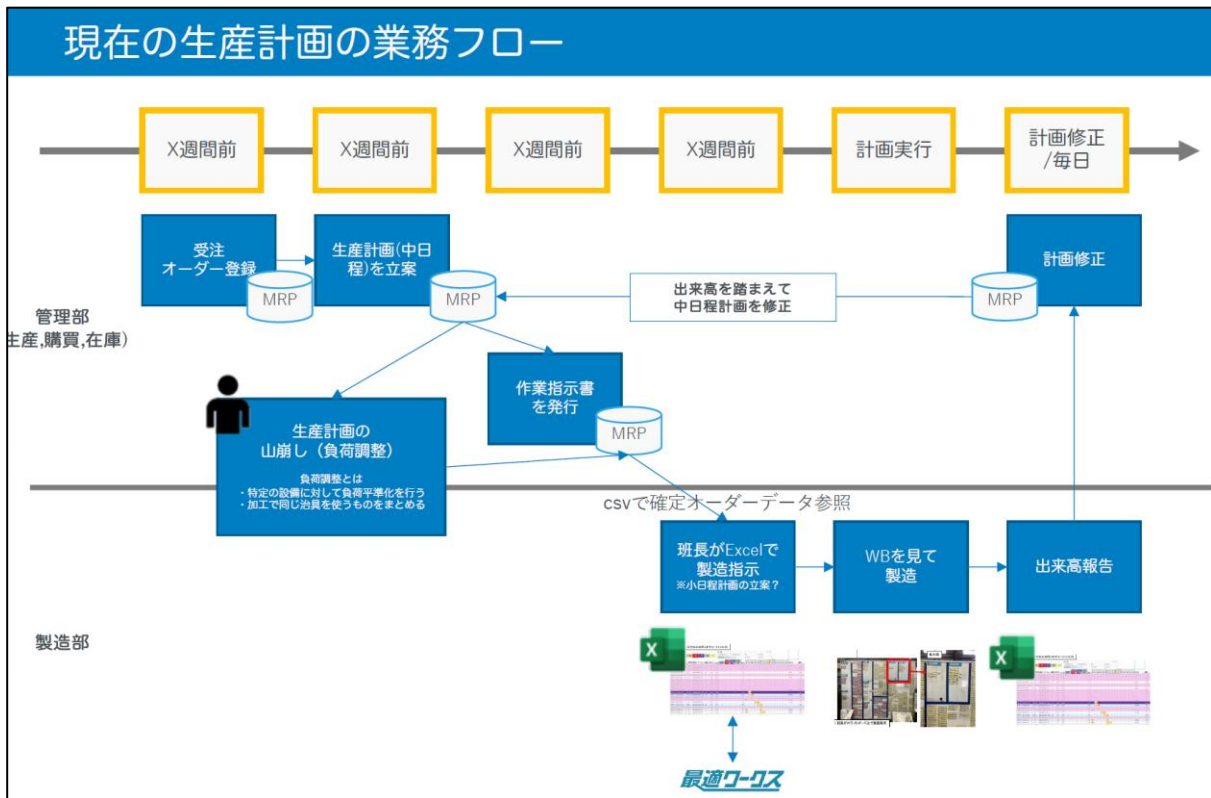 現在の生産計画の業務フロー
X週間前
X週間前
X週間前
X週間前
計画実行
計画修正
/毎日
受注
オーダー登録
MRP
生産計画(中日
程)を立案
MRP
出来高を踏まえて
中日程計画を修正
計画修正
MRP
管理部
生産,購買,在庫)
作業指示書
を発行
MRP
生産計画の
山崩し（負荷調整）
負荷調整とは
・特定の設備に対して負荷平準化を行う
・加工で同じ治具を使うものをまとめる
csvで確定オーダーデータ参照
班長がExcelで
製造指示
※小日程計画の立案？
WBを見て
製造
出来高報告
製造部
X
X
最適ワークス